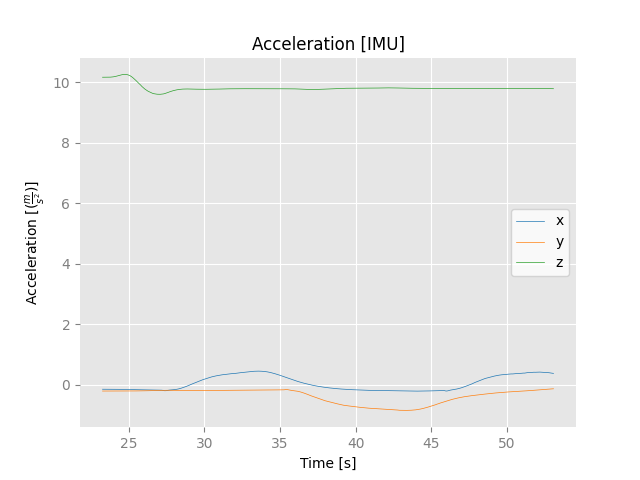 Acceleration [IMU]
Acceleration [(m/s²)]
10
8
6
4
2
0
x
y
z
25 30 35 40 45 50
Time [s]